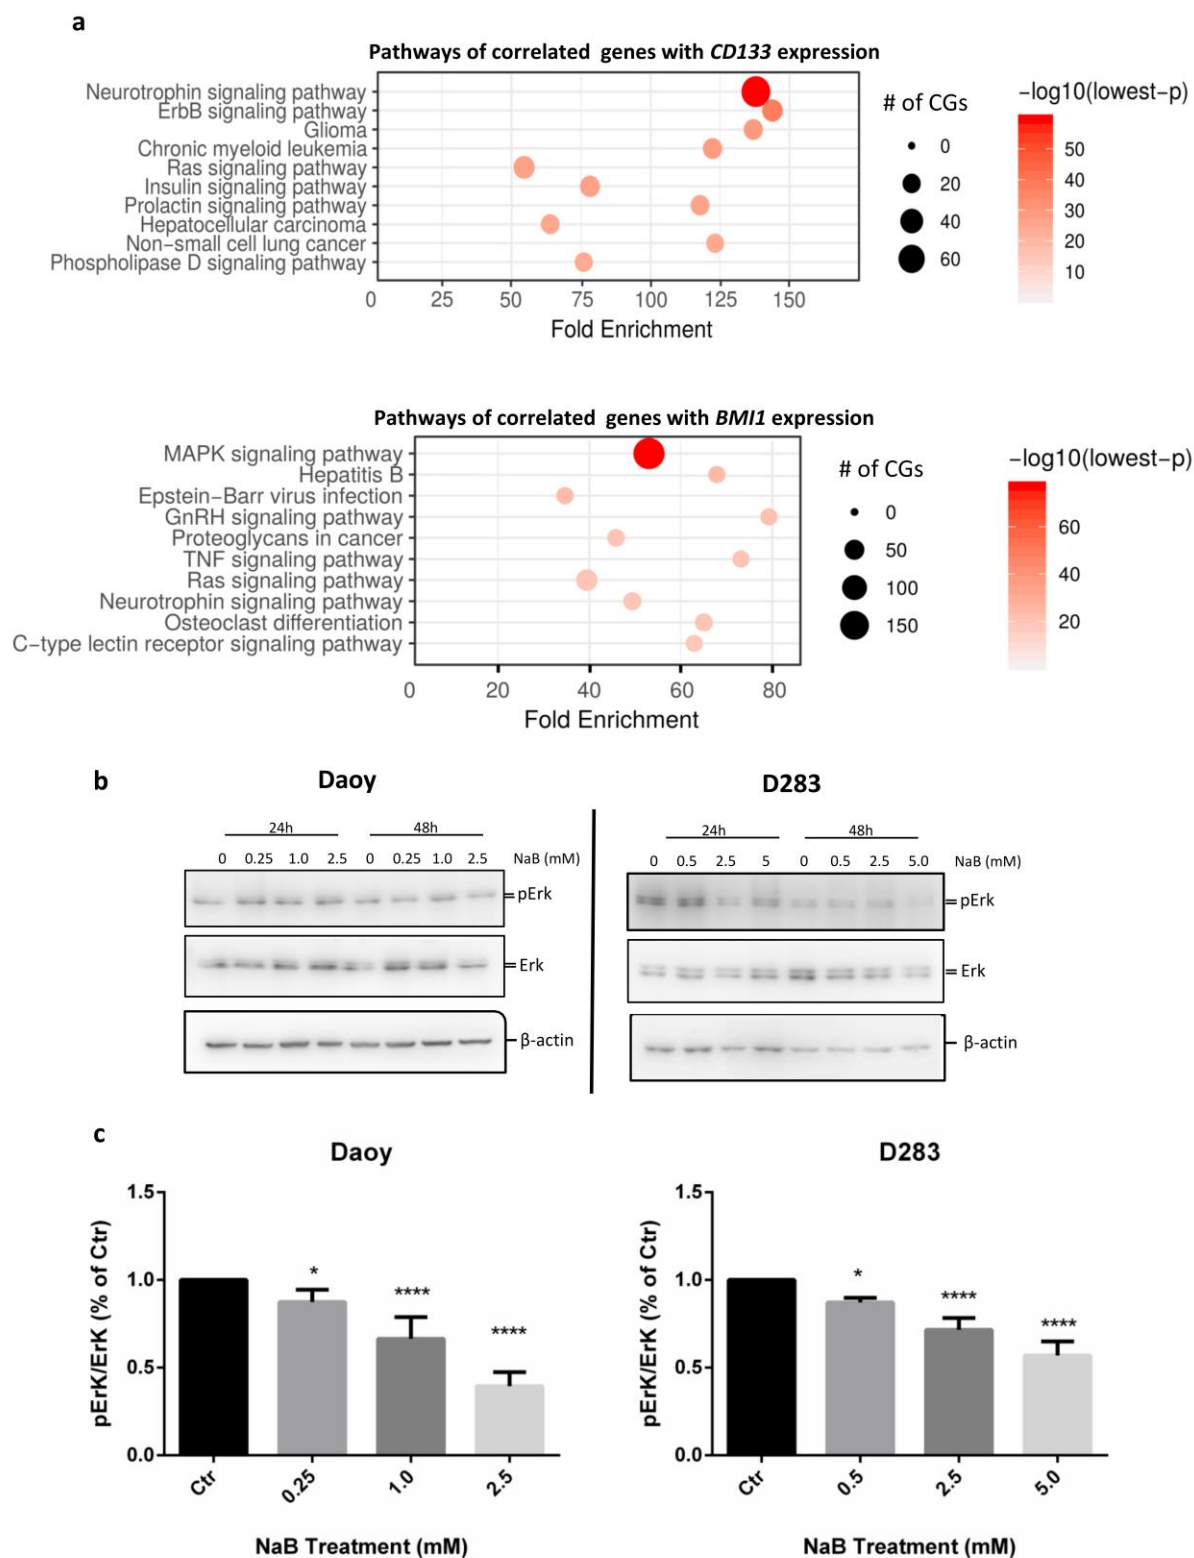 a
Pathways of correlated genes with CD133 expression
Neurotrophin signaling pathway
ErbB signaling pathway
Glioma
Chronic myeloid leukemia
Ras signaling pathway
Insulin signaling pathway
Prolactin signaling pathway
Hepatocellular carcinoma
Non−small cell lung cancer
Phospholipase D signaling pathway
0 25 50 75 100 125 150
Fold Enrichment
# of CGs
0
20
40
60
−log10(lowest−p)
50
40
30
20
10
Pathways of correlated genes with BMI1 expression
MAPK signaling pathway
Hepatitis B
Epstein−Barr virus infection
GnRH signaling pathway
Proteoglycans in cancer
TNF signaling pathway
Ras signaling pathway
Neurotrophin signaling pathway
Osteoclast differentiation
C−type lectin receptor signaling pathway
0 20 40 60 80
Fold Enrichment
# of CGs
0
50
100
150
−log10(lowest−p)
60
40
20
b
Daoy
24h 48h
0 0.25 1.0 2.5 0 0.25 1.0 2.5 NaB (mM)
pErk
Erk
β-actin
D283
24h 48h
0 0.5 2.5 5 0 0.5 2.5 5.0 NaB (mM)
pErk
Erk
β-actin
c
Daoy
pErK/ErK (% of Ctr)
1.5
1.0
0.5
0.0
* **** ****
Ctr 0.25 1.0 2.5
NaB Treatment (mM)
D283
pErK/ErK (% of Ctr)
1.5
1.0
0.5
0.0
* **** ****
Ctr 0.5 2.5 5.0
NaB Treatment (mM)